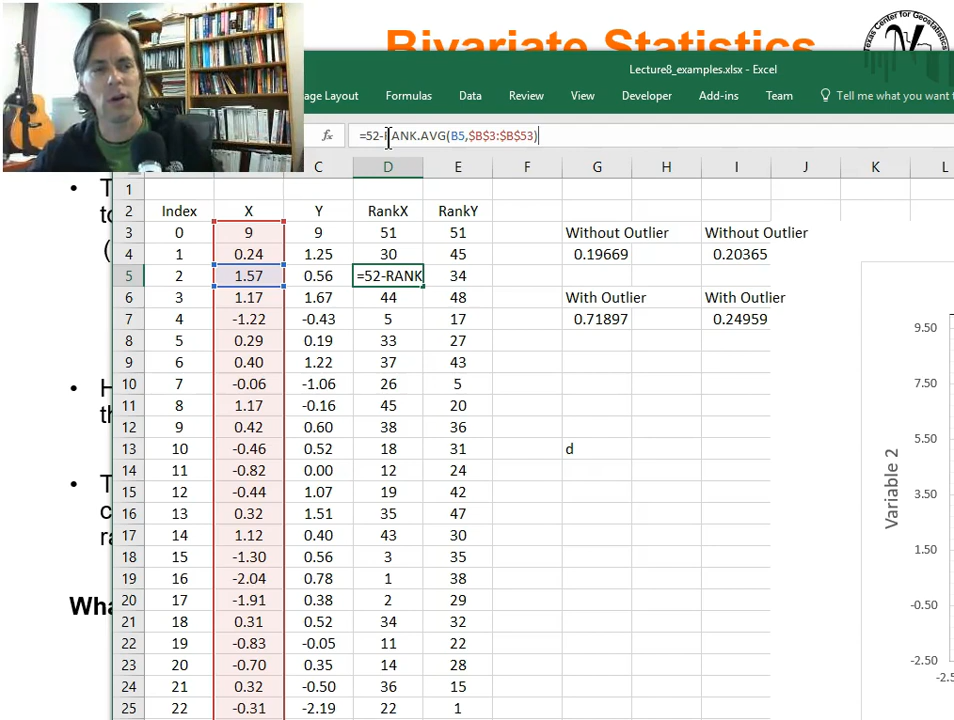 Bivariate Statistics
Texas Center for Geostatistics
Lecture8_examples.xlsx - Excel
age Layout Formulas Data Review View Add-ins Team Tell me what you want
fx =52-RANK.AVG(B5,$B$3:$B$53)
C D E F G H I J K L
1
2 Index X Y RankX RankY
3 0 9 9 51 51 Without Outlier Without Outlier
4 1 0.24 1.25 30 45 0.19669 0.20365
5 2 1.57 0.56 =52-RANK 34
6 3 1.17 1.67 44 48 With Outlier With Outlier
7 4 -1.22 -0.43 5 17 0.71897 0.24959
8 5 0.29 0.19 33 27
9 6 0.40 1.22 37 43
10 7 -0.06 -1.06 26 5
11 8 1.17 -0.16 45 20
12 9 0.42 0.60 38 36
13 10 -0.46 0.52 18 31 d
14 11 -0.82 0.00 12 24
15 12 -0.44 1.07 19 42
16 13 0.32 1.51 35 47
17 14 1.12 0.40 43 30
18 15 -1.30 0.56 3 35
19 16 -2.04 0.78 1 38
20 17 -1.91 0.38 2 29
21 18 0.31 0.52 34 32
22 19 -0.83 -0.05 11 22
23 20 -0.70 0.35 14 28
24 21 0.32 -0.50 36 15
25 22 -0.31 -2.19 22 1
9.50
7.50
5.50
3.50
1.50
-0.50
-2.50
-2.5
Variable 2
• T
to
(
• H
th
• T
c
ra
Wha